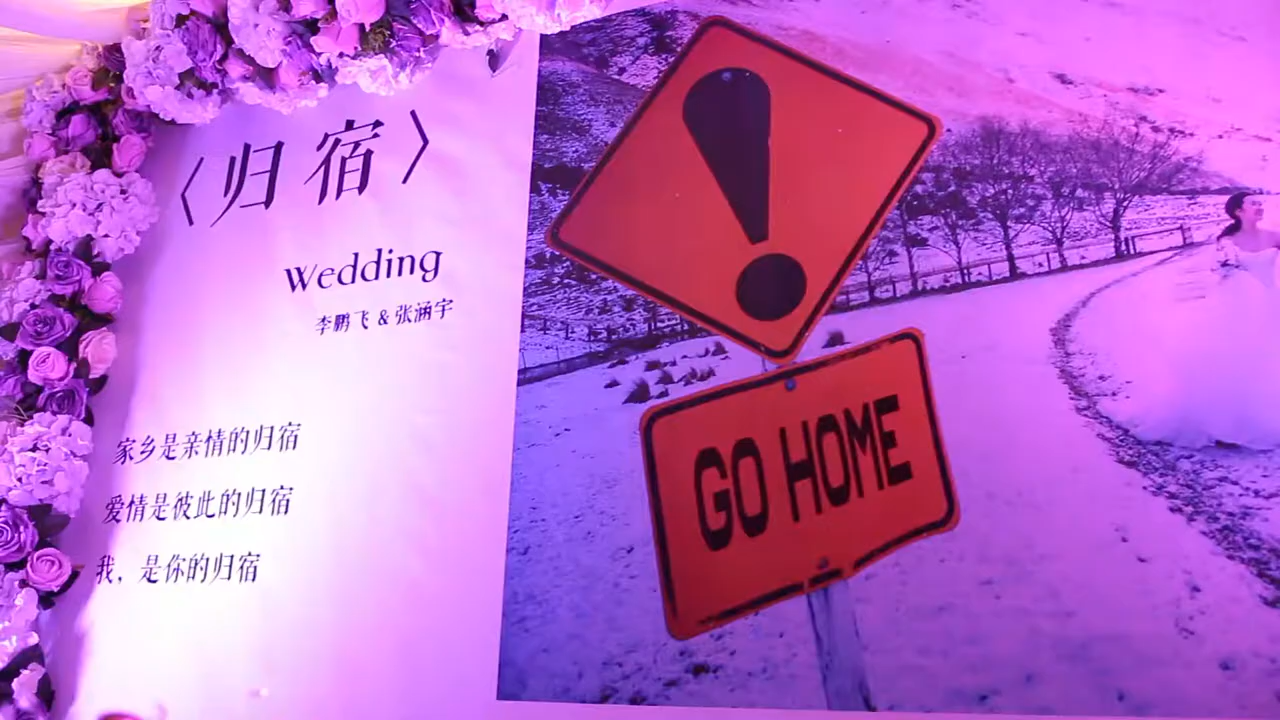 〈归宿〉
Wedding
李鹏飞 & 张涵宇
家乡是亲情的归宿
爱情是彼此的归宿
我，是你的归宿
!
GO HOME